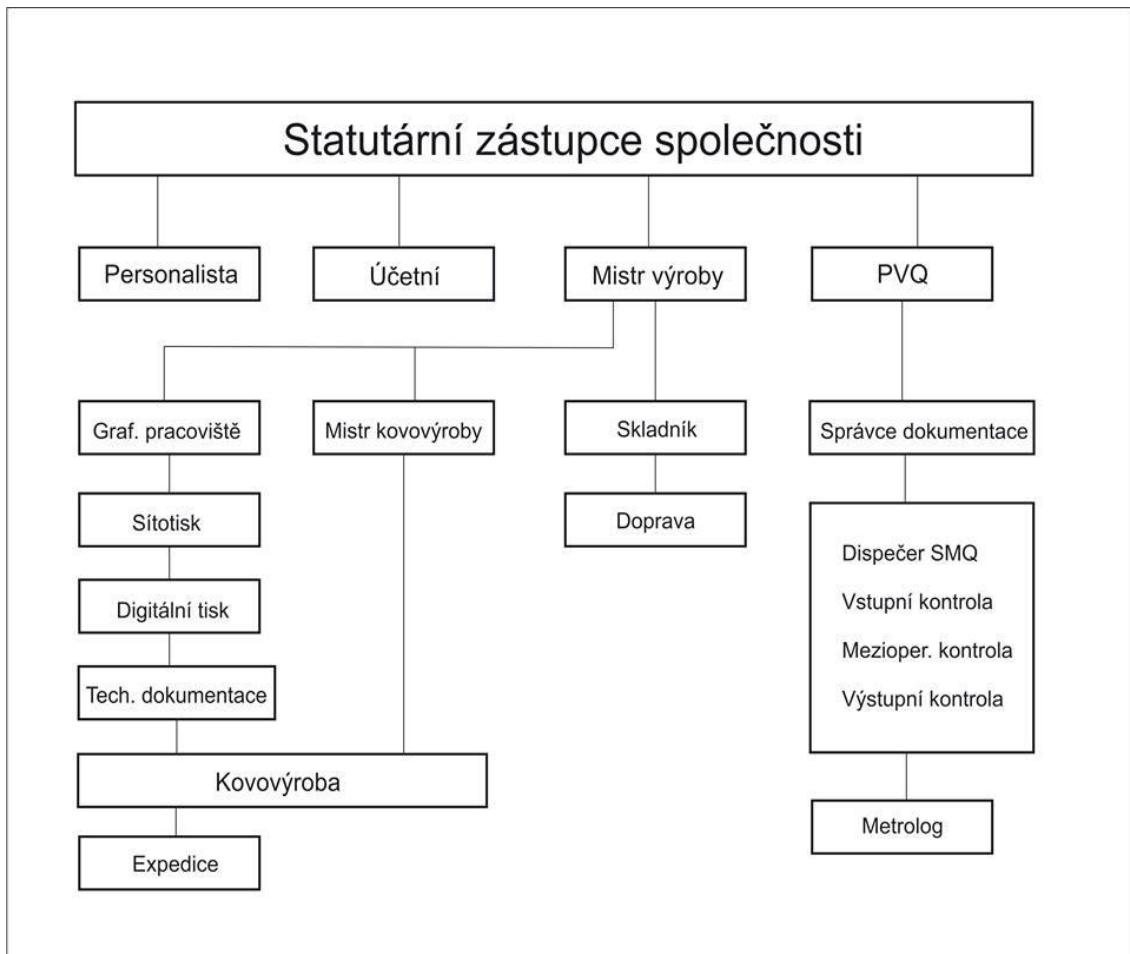 Statutární zástupce společnosti
Personalista
Účetní
Mistr výroby
PVQ
Graf. pracoviště
Mistr kovovýroby
Skladník
Správce dokumentace
Sítotisk
Doprava
Digitální tisk
Tech. dokumentace
Kovovýroba
Expedice
Dispečer SMQ
Vstupní kontrola
Mezioper. kontrola
Výstupní kontrola
Metrolog